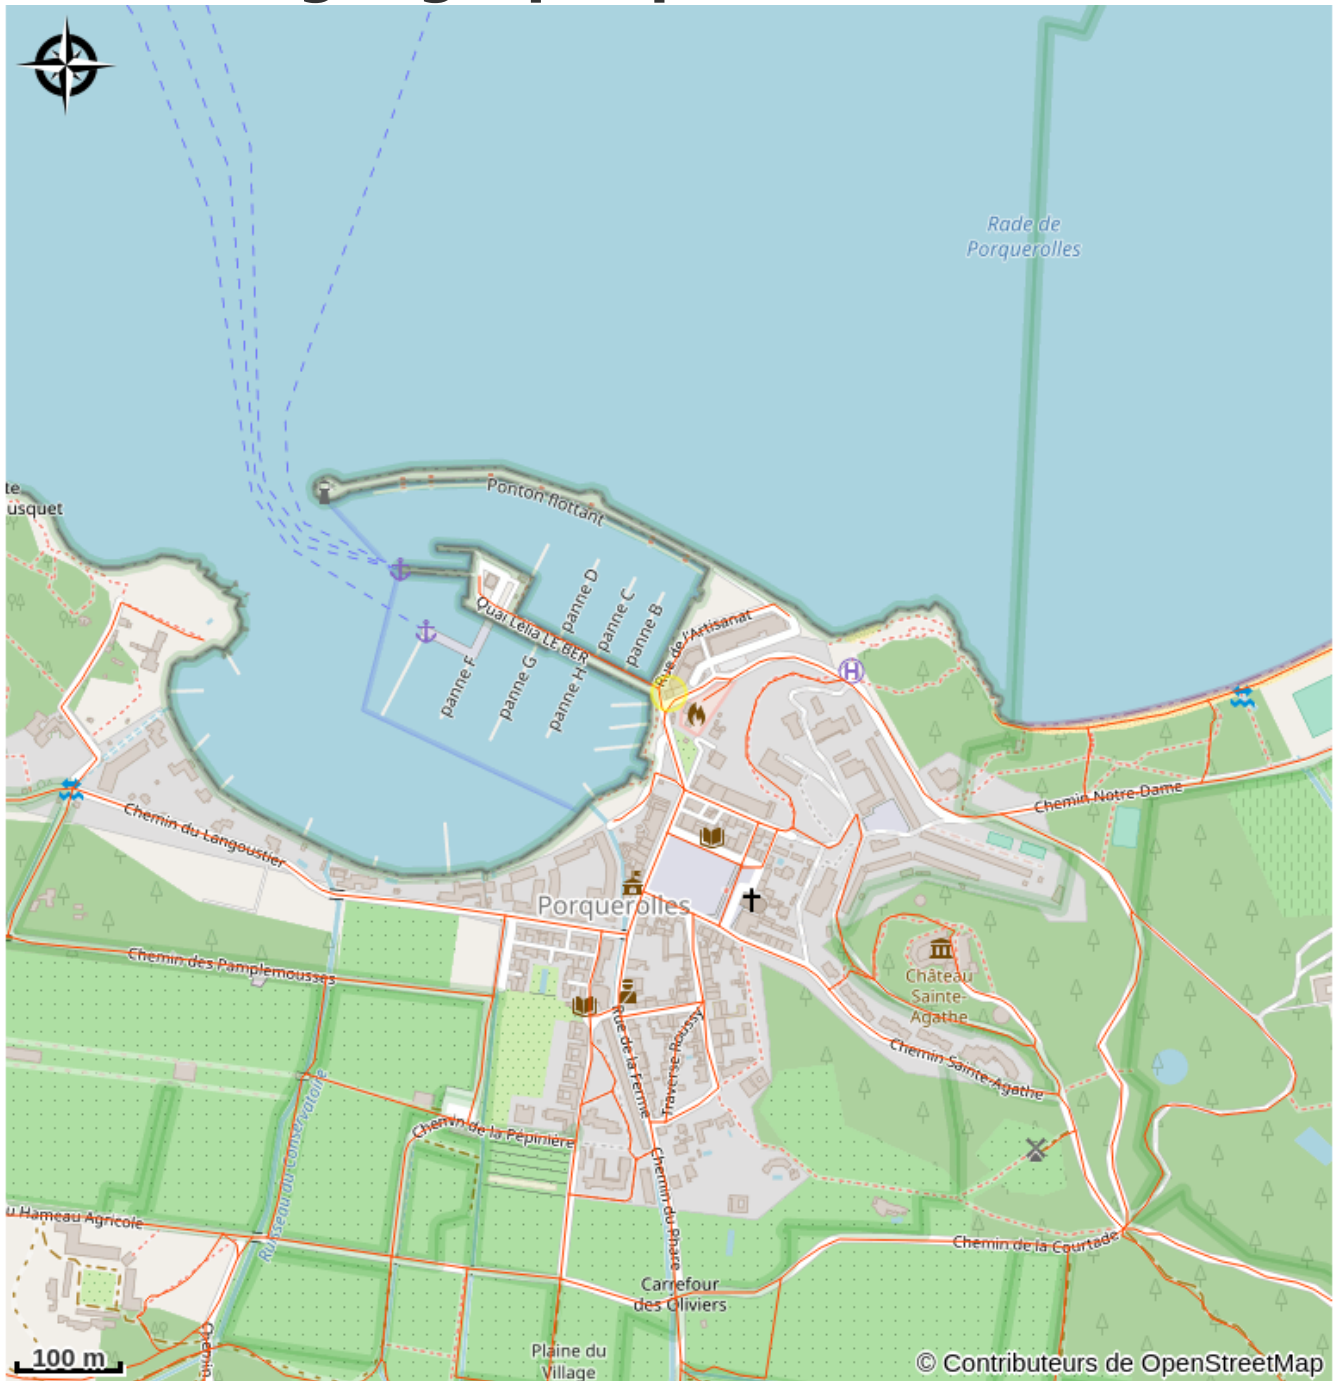 Rade de
Porquerolles
usquet
Ponton flottant
panne D
panne C
panne B
Quai Lélia LE BER
Rue de l'Artisanat
panne F
panne G
panne H
H
Chemin du Langoustier
Chemin Notre Dame
Porquerolles
Chemin des Pamplemousses
Château
Sainte-
Agathe
Rue de la Ferme
Traverse Roussy
Chemin Sainte-Agathe
Ruisseau du Conservatoire
Chemin de la Pépinière
Chemin du Phare
u Hameau Agricole
Chemin de la Courtade
Carrefour
des Oliviers
Chemin
Plaine du
Village
100 m
© Contributeurs de OpenStreetMap